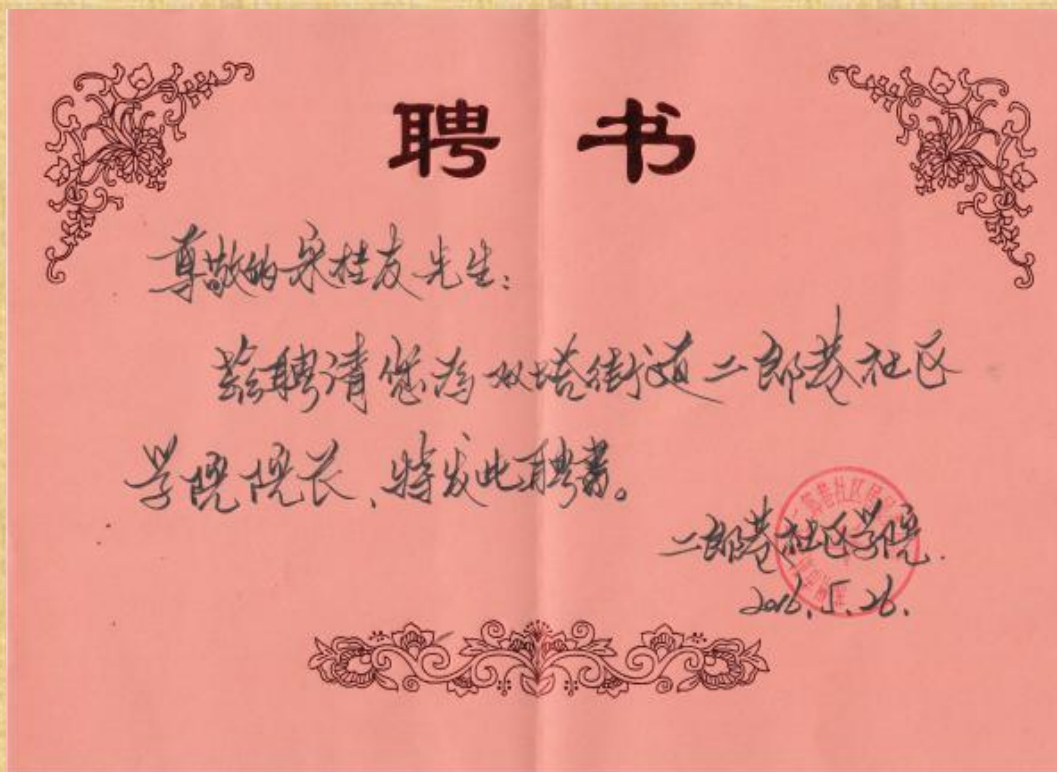 聘书
尊敬的宋桂友先生:
兹聘请您为双塔街道二郎巷社区
学院院长、特发此聘书。
二郎巷社区学院.
2016.5.26.